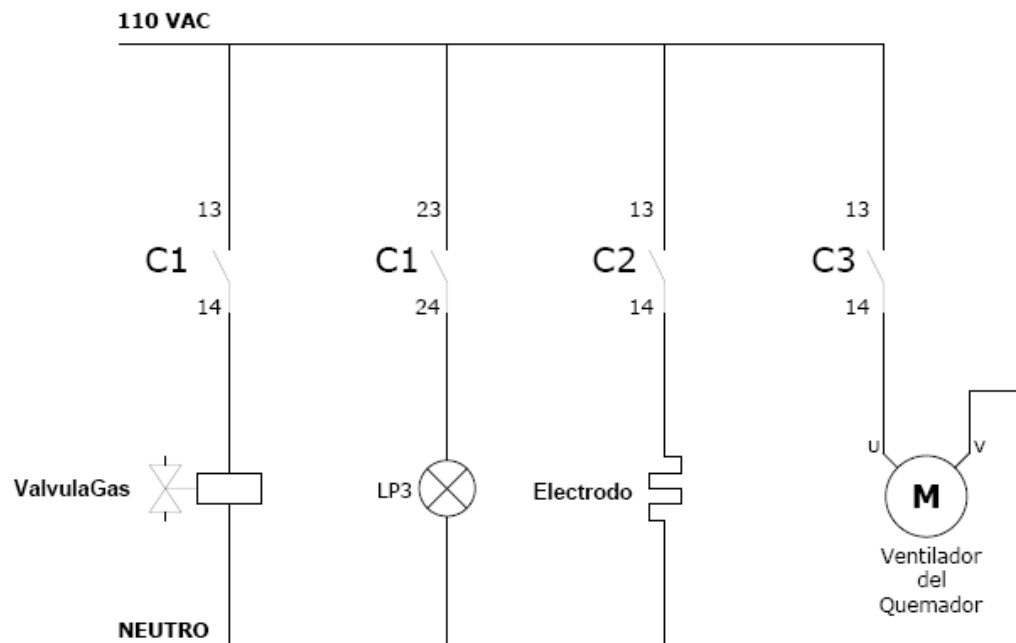 110 VAC
13
23
13
13
C1
C1
C2
C3
14
24
14
14
U
V
ValvulaGas
LP3
Electrodo
M
Ventilador
del
Quemador
NEUTRO